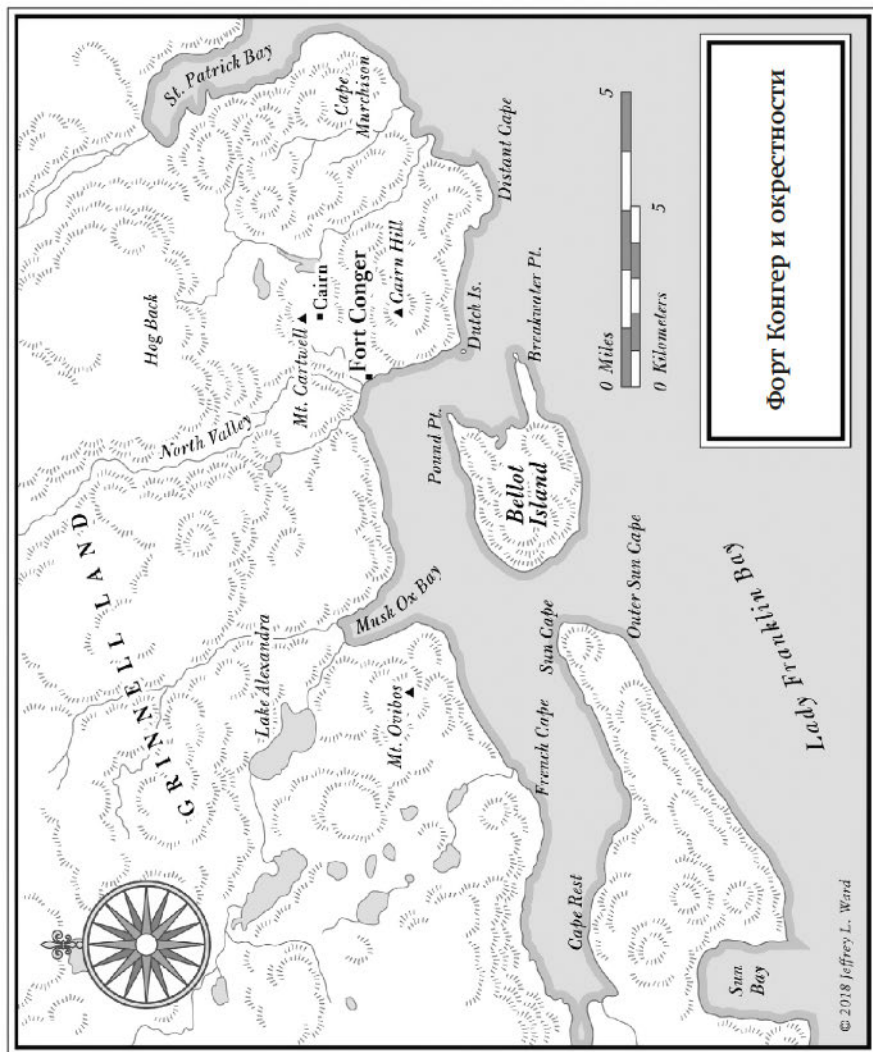 GRINNELL LAND
Hog Back
St. Patrick Bay
North Valley
Lake Alexandra
Mt. Cartwell
Cairn
Cape
Murchison
Fort Conger
Musk Ox Bay
Mt. Ovibos
Cairn Hill
Pound Pt.
Dutch Is.
Distant Cape
Bellot
Island
Breakwater Pt.
French Cape
Sun Cape
Cape Rest
0 Miles 5
Outer Sun Cape
0 Kilometers 5
Sun
Bay
Lady Franklin Bay
Форт Конгер и окрестности
© 2018 Jeffrey L. Ward